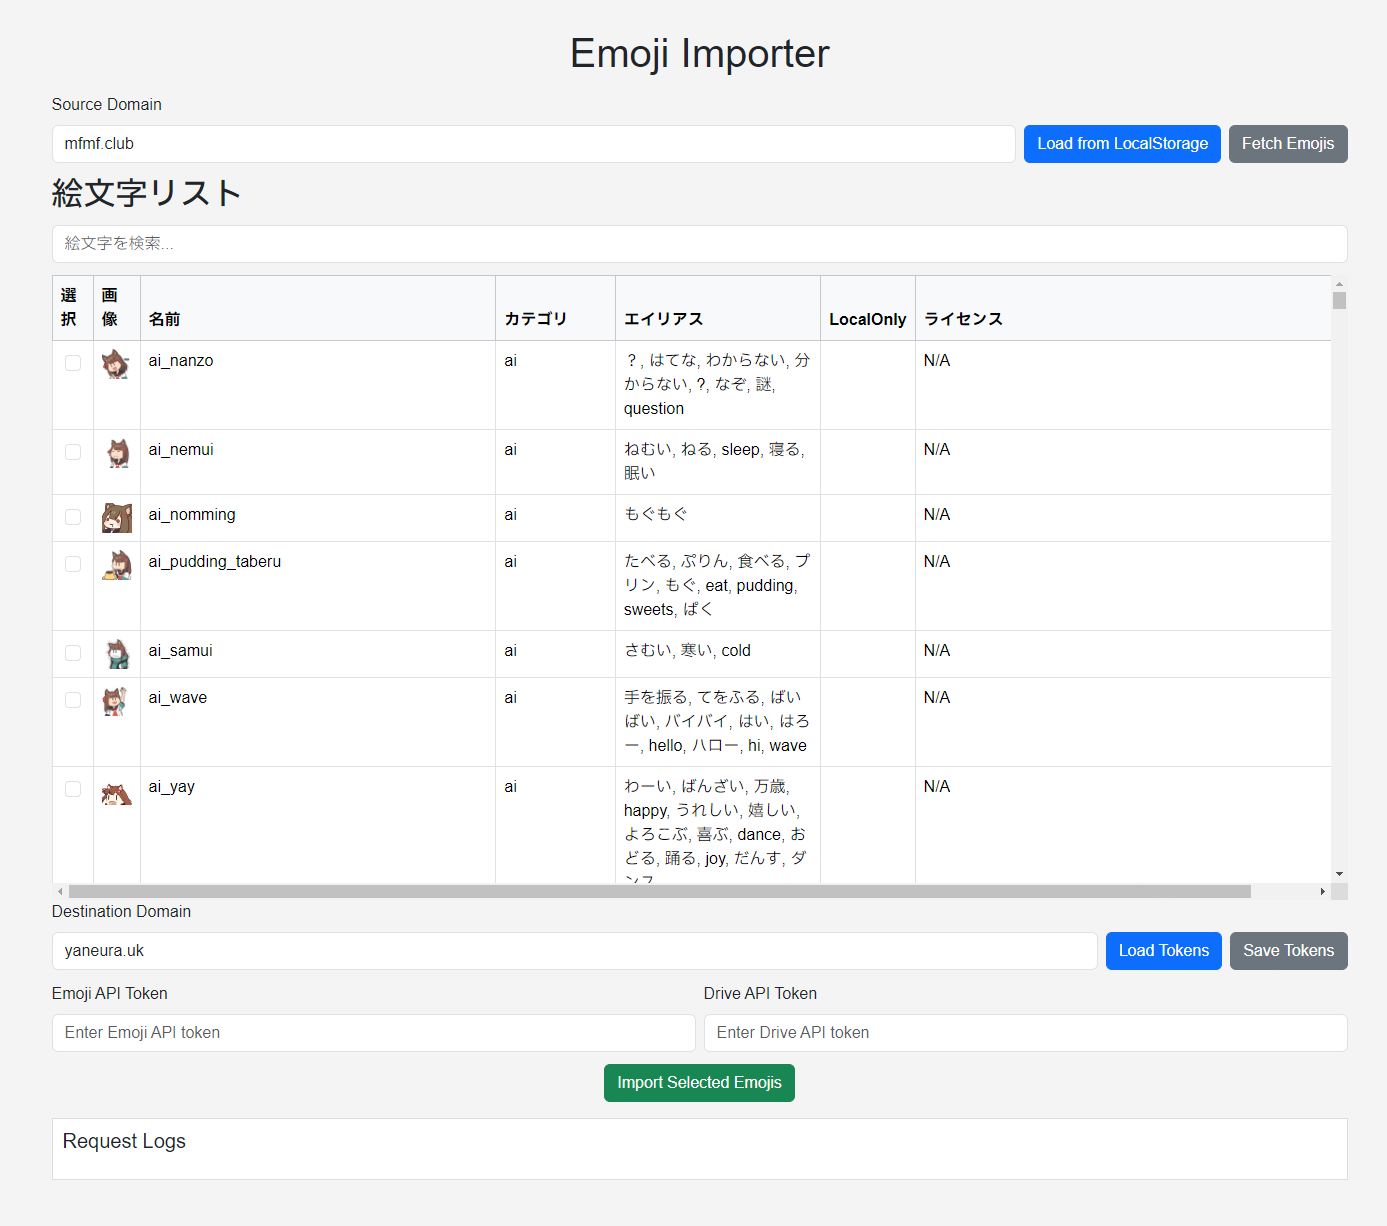 Emoji Importer
Source Domain
mfmf.club
Load from LocalStorage
Fetch Emojis
絵文字リスト
絵文字を検索...
選択
画像
名前
カテゴリ
エイリアス
LocalOnly
ライセンス
ai_nanzo
ai
？, はてな, わからない, 分
からない, ?, なぞ, 謎,
question
N/A
ai_nemui
ai
ねむい, ねる, sleep, 寝る,
眠い
N/A
ai_nomming
ai
もぐもぐ
N/A
ai_pudding_taberu
ai
たべる, ぷりん, 食べる, プ
リン, もぐ, eat, pudding,
sweets, ぱく
N/A
ai_samui
ai
さむい, 寒い, cold
N/A
ai_wave
ai
手を振る, てをふる, ばい
ばい, バイバイ, はい, はろ
ー, hello, ハロー, hi, wave
N/A
ai_yay
ai
わーい, ばんざい, 万歳,
happy, うれしい, 嬉しい,
よろこぶ, 喜ぶ, dance, お
どる, 踊る, joy, だんす, ダ
ンス
N/A
Destination Domain
yaneura.uk
Load Tokens
Save Tokens
Emoji API Token
Drive API Token
Enter Emoji API token
Enter Drive API token
Import Selected Emojis
Request Logs